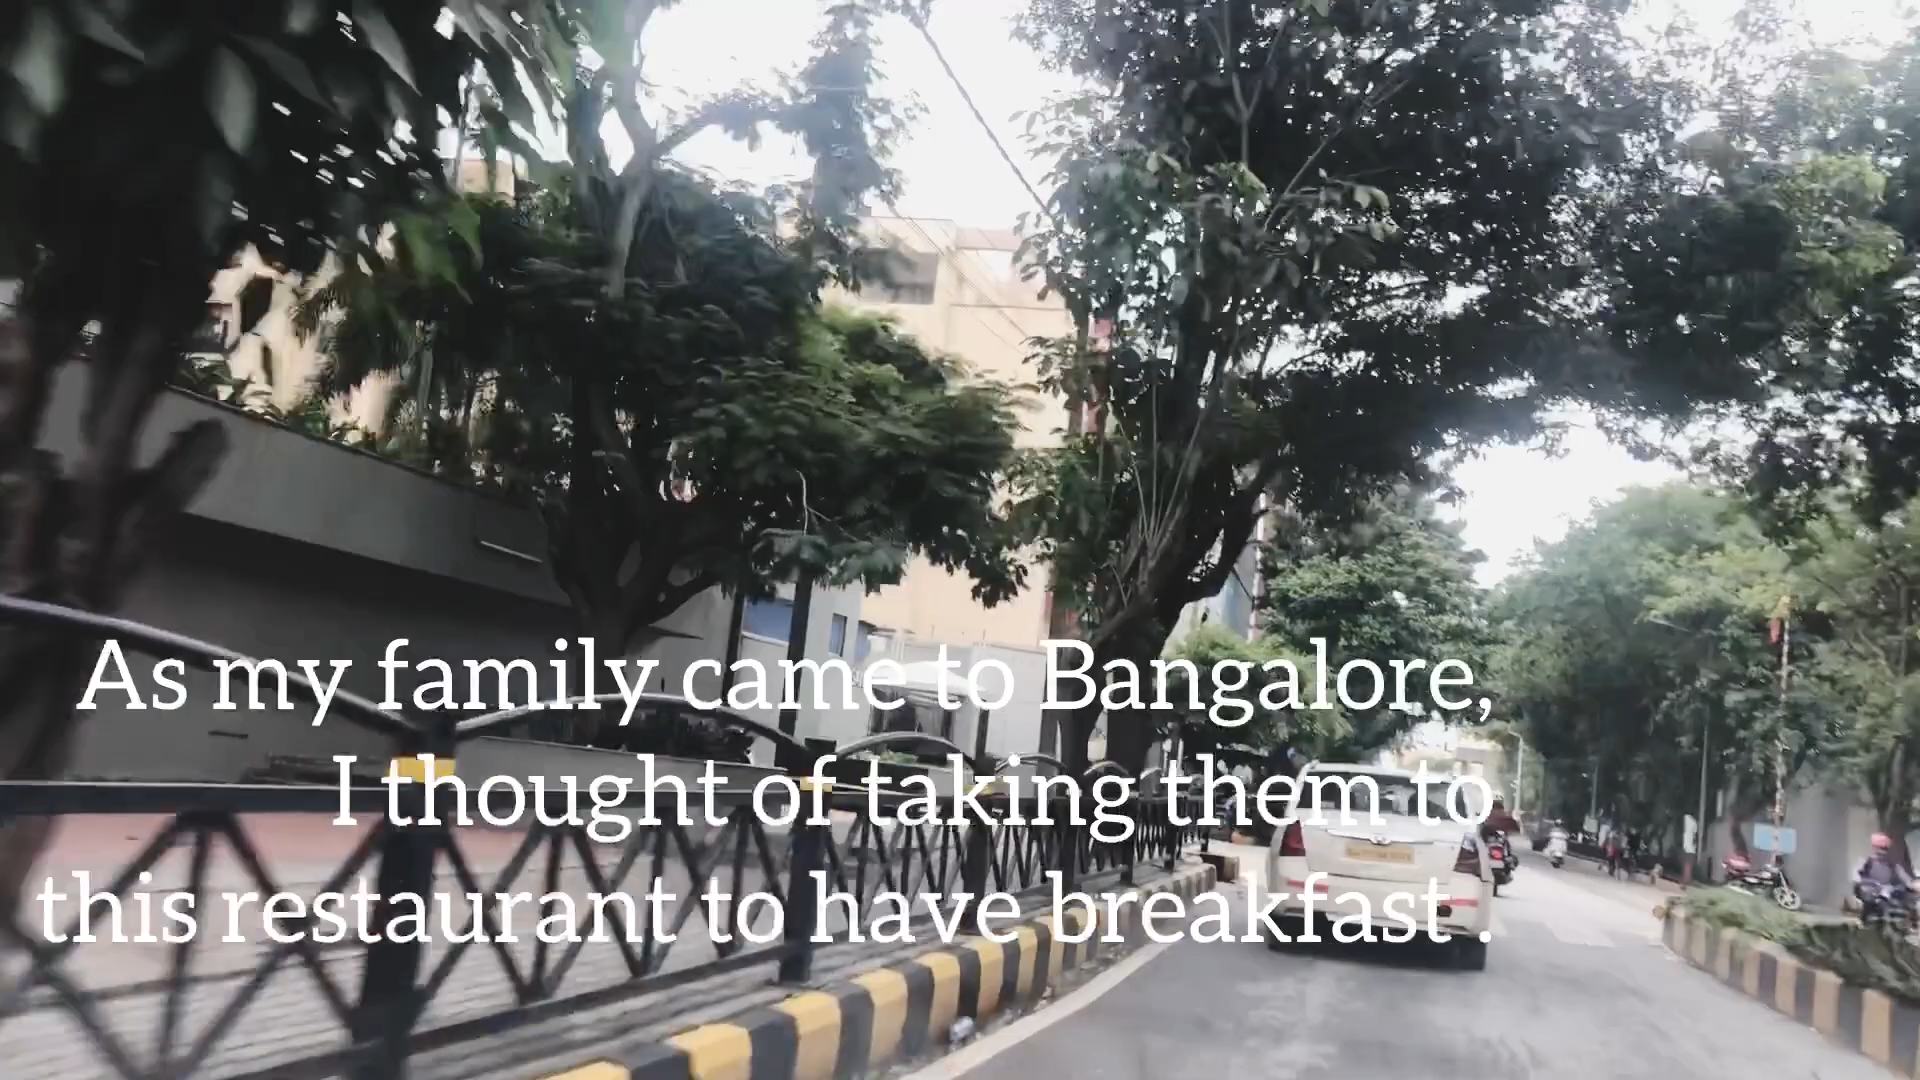 As my family came to Bangalore,
I thought of taking them to
this restaurant to have breakfast .